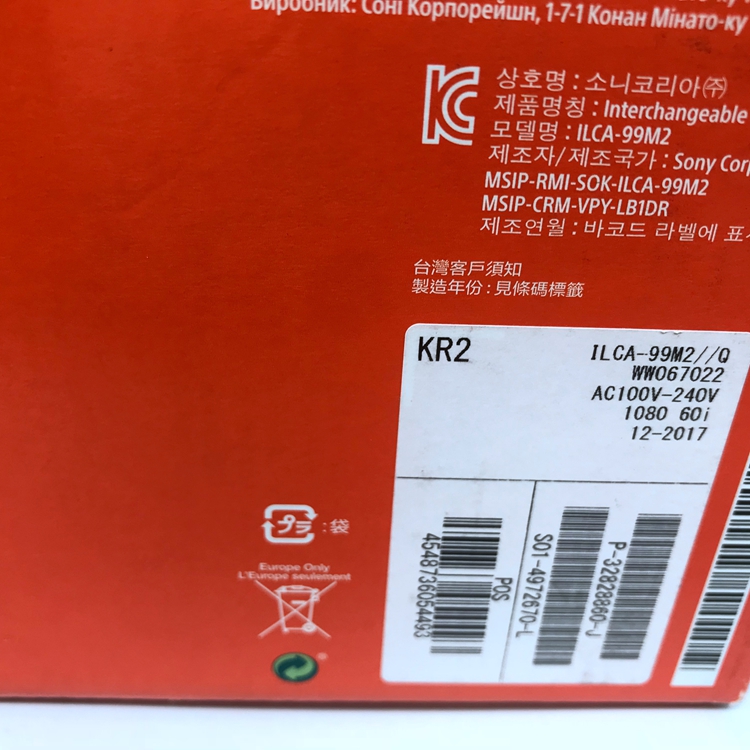 Виробник: Соні Корпорейшн, 1-7-1 Конан Мінато-ку
상호명 : 소니코리아㈜
제품명칭 : Interchangeable
모델명 : ILCA-99M2
제조자/제조국가 : Sony Corp
MSIP-RMI-SOK-ILCA-99M2
MSIP-CRM-VPY-LB1DR
제조연월 : 바코드 라벨에 표시
台灣客戶須知
製造年份 : 見條碼標籤
KR2
ILCA-99M2//Q
WW067022
AC100V-240V
1080 60i
12-2017
プラ : 袋
Europe Only
L'Europe seulement
4548736054493
POS
S01-4972670-L
P-32828860-J